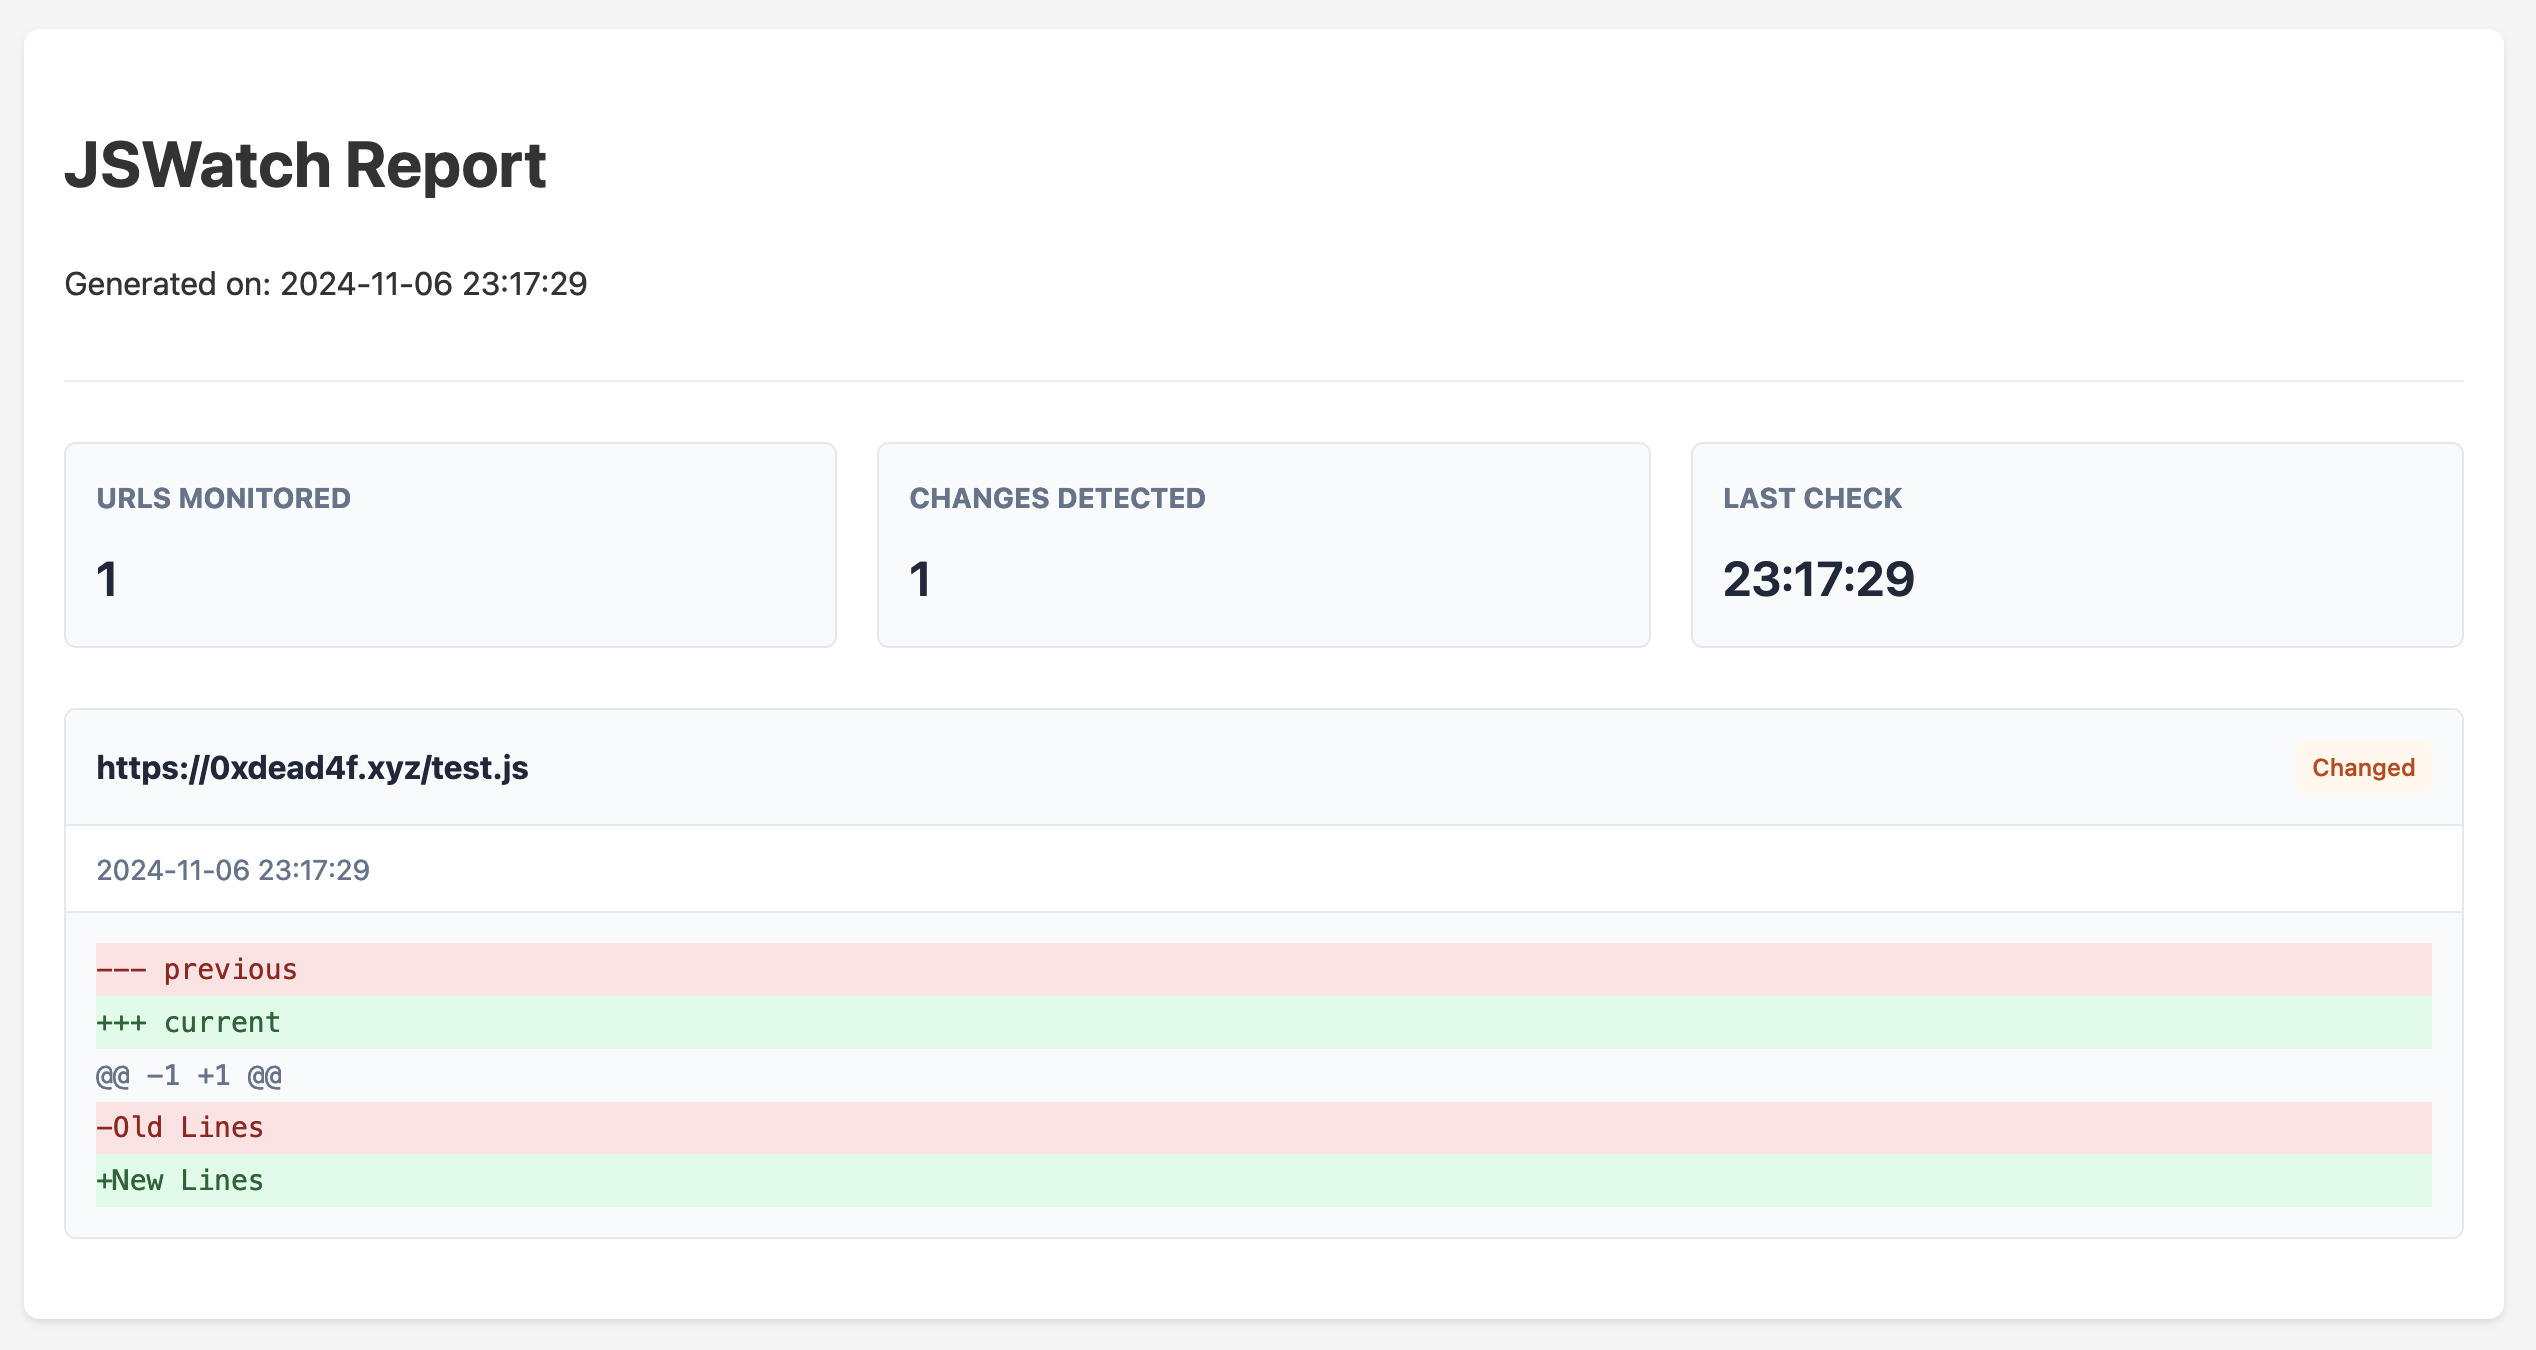 JSWatch Report
Generated on: 2024-11-06 23:17:29
URLS MONITORED
1
CHANGES DETECTED
1
LAST CHECK
23:17:29
https://0xdead4f.xyz/test.js
Changed
2024-11-06 23:17:29
--- previous
+++ current
@@ -1 +1 @@
-Old Lines
+New Lines